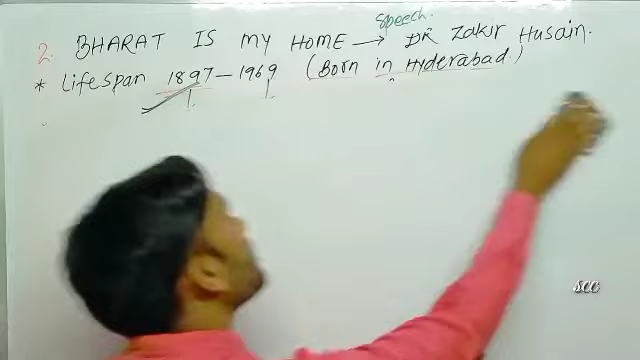 speech.
2. BHARAT IS MY HOME → DR Zakir Husain.
* Lifespan 1897 – 1969 (Born in Hyderabad.)
SCC